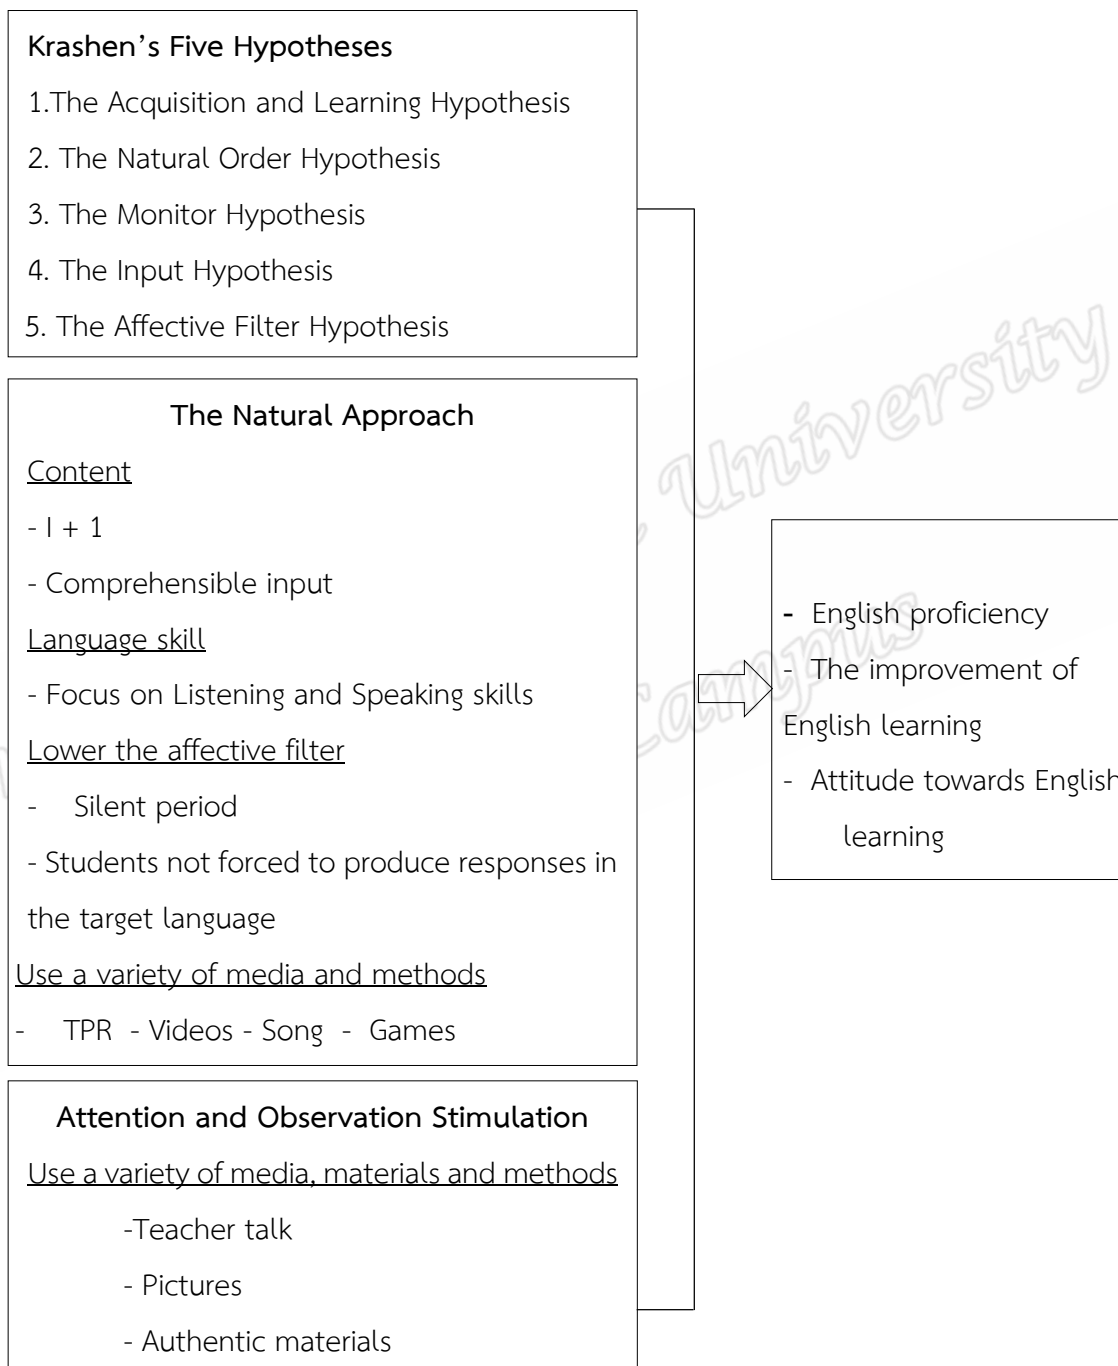 Krashen's Five Hypotheses
1.The Acquisition and Learning Hypothesis
2. The Natural Order Hypothesis
3. The Monitor Hypothesis
4. The Input Hypothesis
5. The Affective Filter Hypothesis
The Natural Approach
Content
- I + 1
- Comprehensible input
Language skill
- Focus on Listening and Speaking skills
Lower the affective filter
- Silent period
- Students not forced to produce responses in
the target language
Use a variety of media and methods
- TPR - Videos - Song - Games
Attention and Observation Stimulation
Use a variety of media, materials and methods
-Teacher talk
- Pictures
- Authentic materials
- English proficiency
- The improvement of
English learning
- Attitude towards English
learning
University
Campus